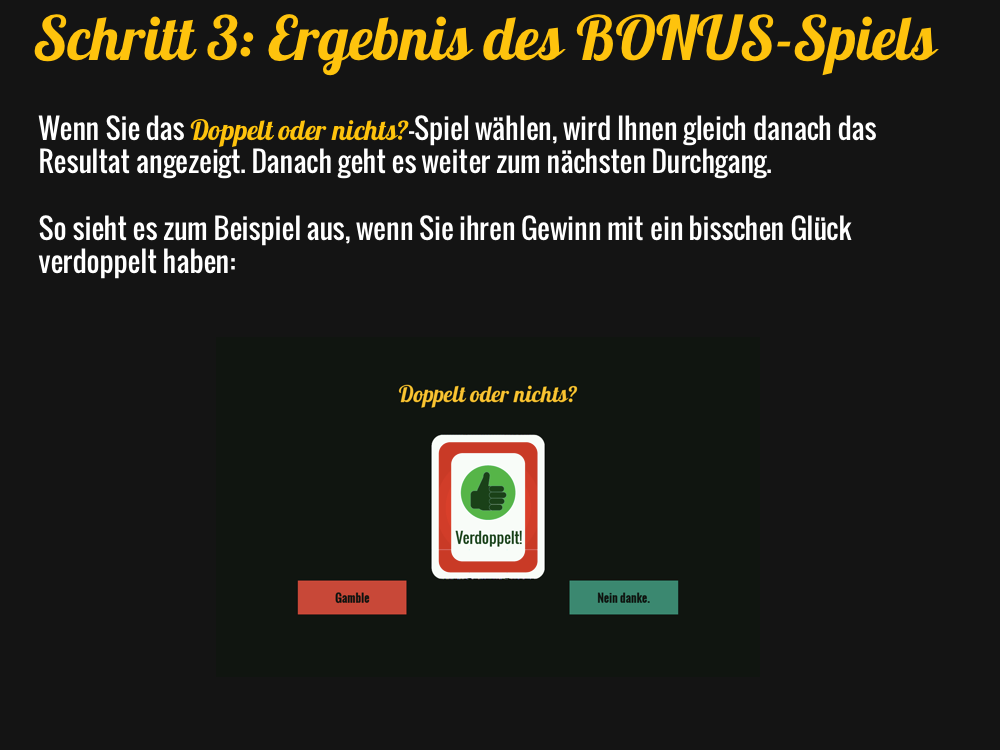 Schritt 3: Ergebnis des BONUS-Spiels
Wenn Sie das Doppelt oder nichts?-Spiel wählen, wird Ihnen gleich danach das
Resultat angezeigt. Danach geht es weiter zum nächsten Durchgang.
So sieht es zum Beispiel aus, wenn Sie ihren Gewinn mit ein bisschen Glück
verdoppelt haben:
Doppelt oder nichts?
Verdoppelt!
Gamble
Nein danke.